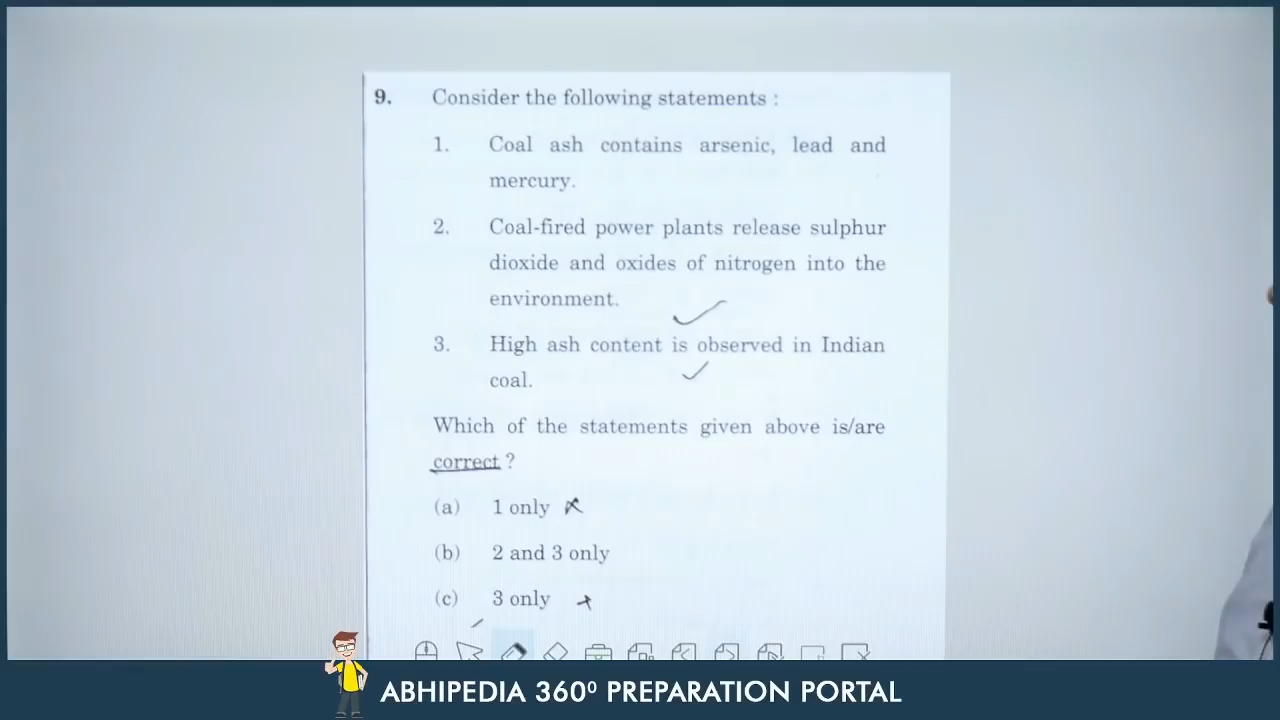 9. Consider the following statements :
1. Coal ash contains arsenic, lead and
mercury.
2. Coal-fired power plants release sulphur
dioxide and oxides of nitrogen into the
environment.
3. High ash content is observed in Indian
coal.
Which of the statements given above is/are
correct ?
(a) 1 only
(b) 2 and 3 only
(c) 3 only
ABHIPEDIA 360⁰ PREPARATION PORTAL